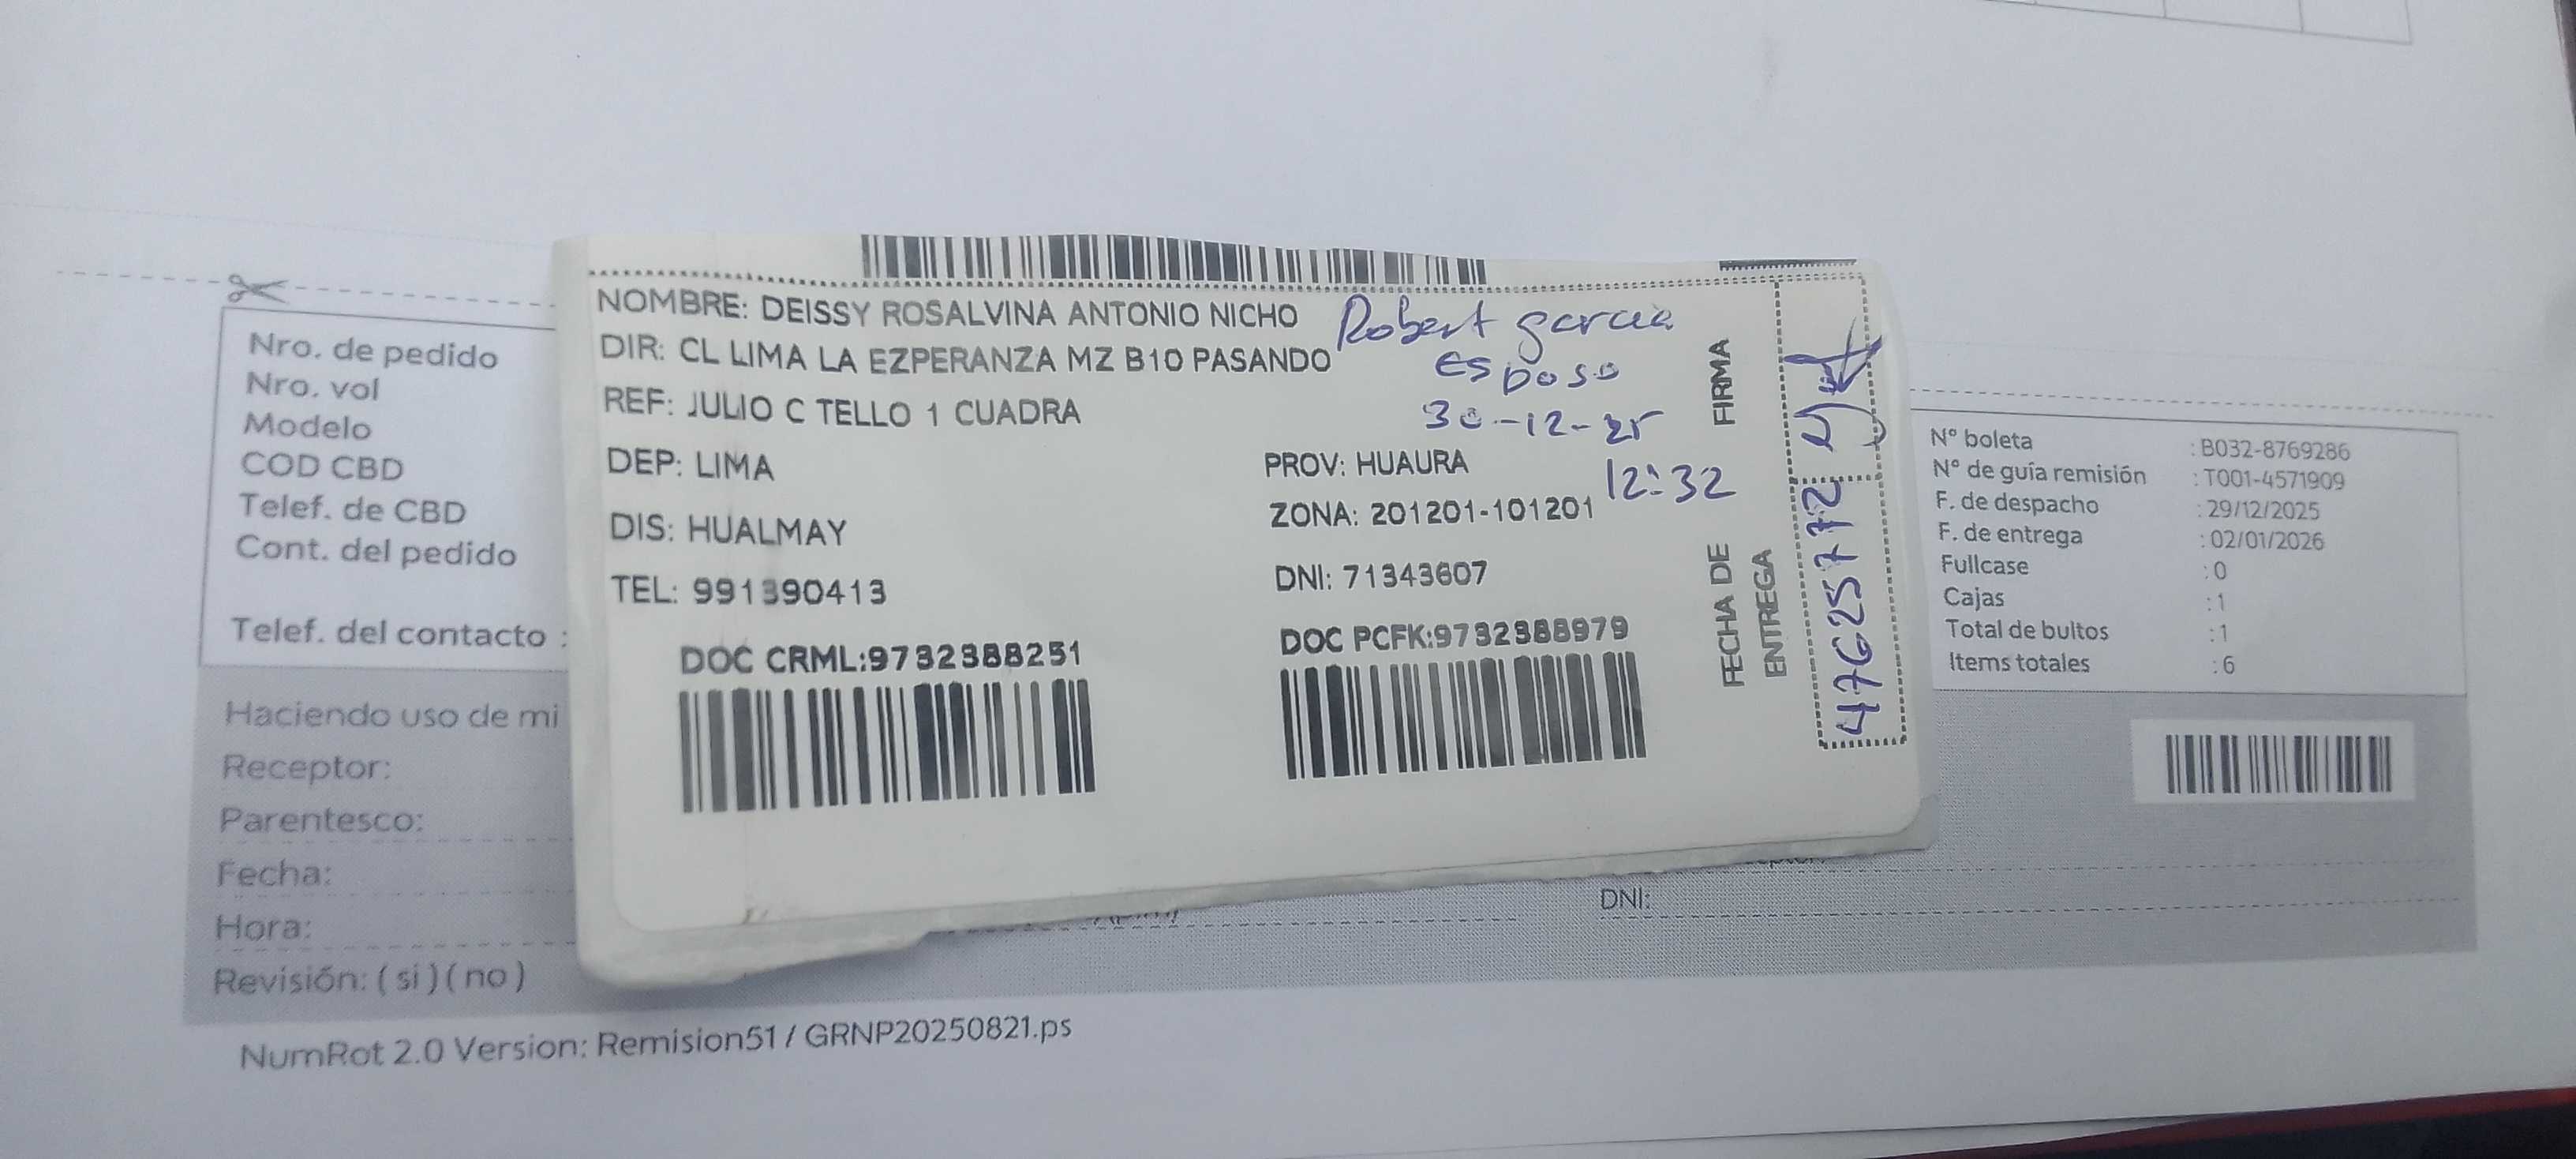 NOMBRE: DEISSY ROSALVINA ANTONIO NICHO
Robert garcia
DIR: CL LIMA LA EZPERANZA MZ B10 PASANDO
Esposo
REF: JULIO C TELLO 1 CUADRA
30-12-25
DEP: LIMA
PROV: HUAURA
12:32
DIS: HUALMAY
ZONA: 201201-101201
TEL: 991390413
DNI: 71343607
DOC CRML:9732388251
DOC PCFK:9732388979
FIRMA
FECHA DE
ENTREGA
47625772
Nro. de pedido
Nro. vol
Modelo
COD CBD
Telef. de CBD
Cont. del pedido
Telef. del contacto :
Haciendo uso de mi
Receptor:
Parentesco:
Fecha:
Hora:
Revisión: ( si ) ( no )
N° boleta : B032-8769286
N° de guía remisión : T001-4571909
F. de despacho : 29/12/2025
F. de entrega : 02/01/2026
Fullcase : 0
Cajas : 1
Total de bultos : 1
Items totales : 6
DNI:
NumRot 2.0 Version: Remision51 / GRNP20250821.ps